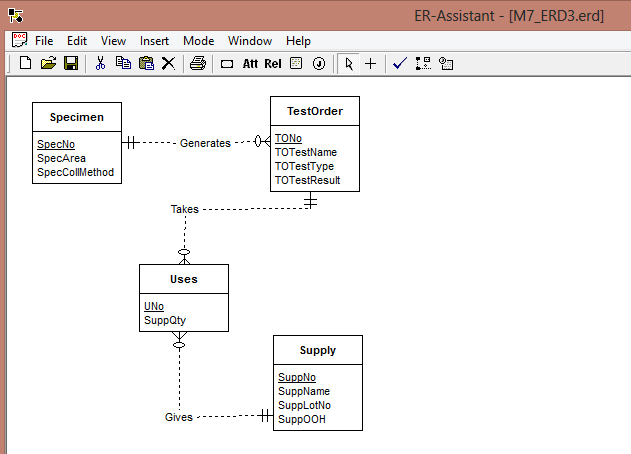 ER-Assistant - [M7_ERD3.erd]
DOC File Edit View Insert Mode Window Help
Att Rel
Specimen
SpecNo
SpecArea
SpecCollMethod
Generates
TestOrder
TONo
TOTestName
TOTestType
TOTestResult
Takes
Uses
UNo
SuppQty
Gives
Supply
SuppNo
SuppName
SuppLotNo
SuppOOH